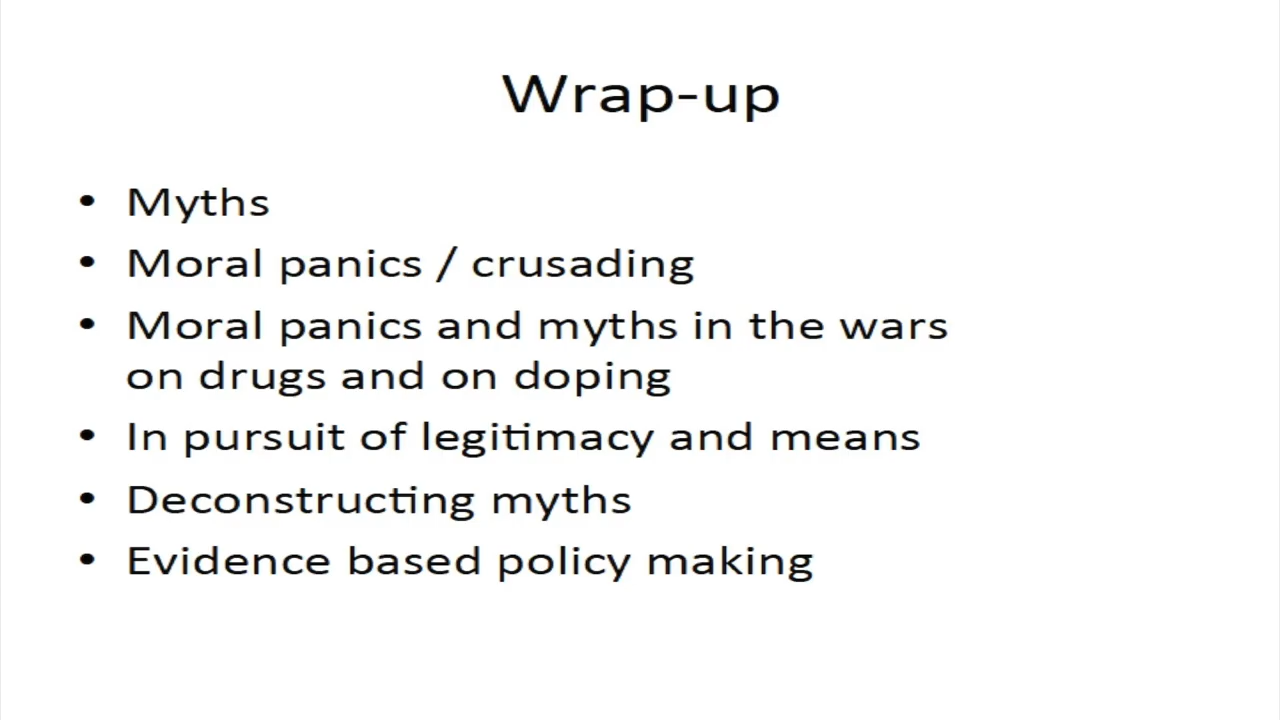 Wrap-up
• Myths
• Moral panics / crusading
• Moral panics and myths in the wars
on drugs and on doping
• In pursuit of legitimacy and means
• Deconstructing myths
• Evidence based policy making